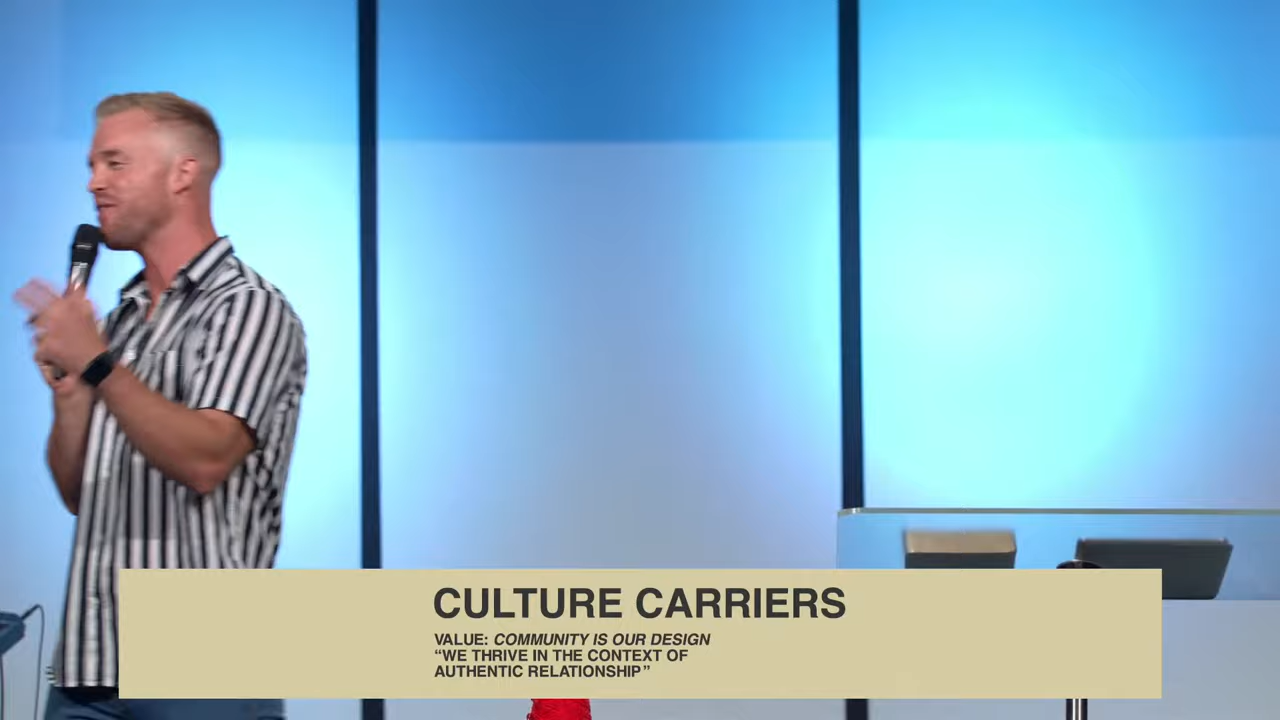 CULTURE CARRIERS
VALUE: COMMUNITY IS OUR DESIGN
“WE THRIVE IN THE CONTEXT OF
AUTHENTIC RELATIONSHIP”